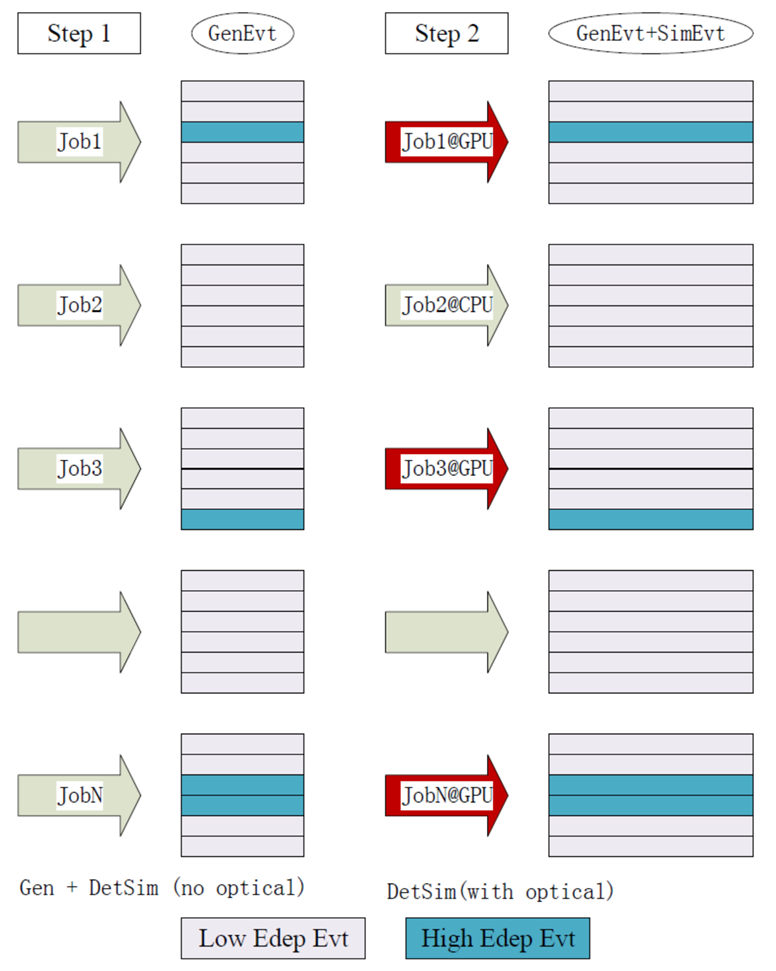 Step 1
GenEvt
Step 2
GenEvt+SimEvt
Job1
Job1@GPU
Job2
Job2@CPU
Job3
Job3@GPU
JobN
JobN@GPU
Gen + DetSim (no optical)
DetSim(with optical)
Low Edep Evt
High Edep Evt